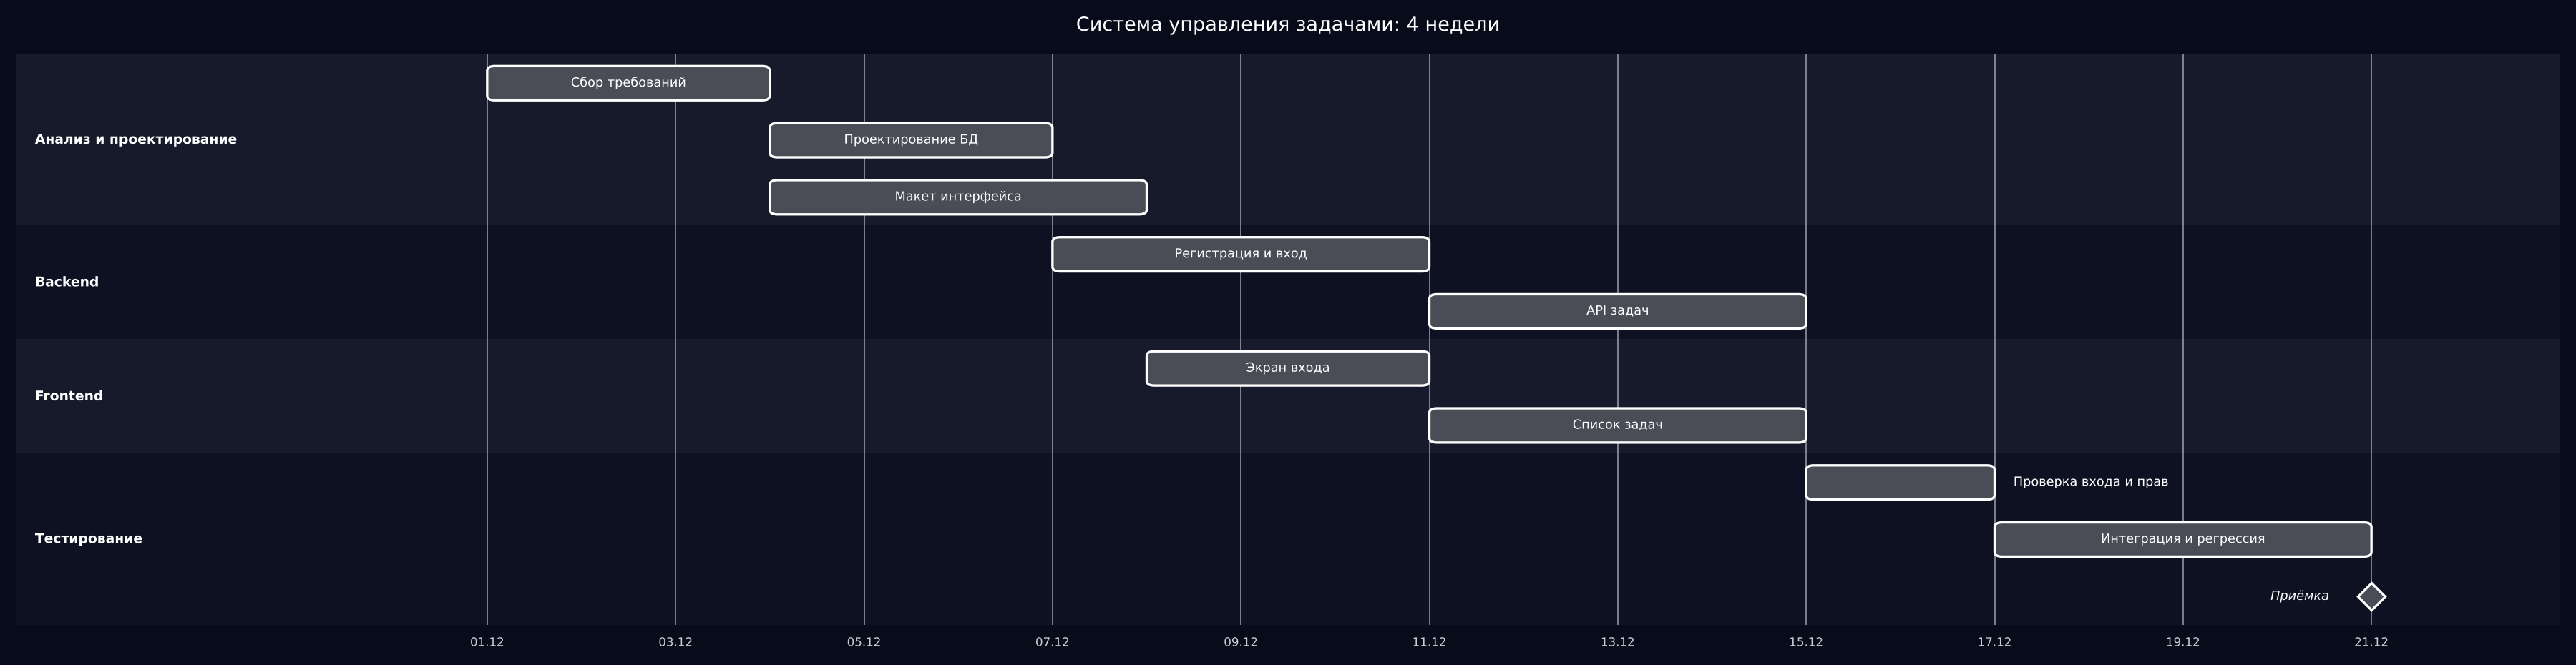 Система управления задачами: 4 недели
Сбор требований
Анализ и проектирование
Проектирование БД
Макет интерфейса
Регистрация и вход
Backend
API задач
Экран входа
Frontend
Список задач
Проверка входа и прав
Тестирование
Интеграция и регрессия
Приёмка
01.12 03.12 05.12 07.12 09.12 11.12 13.12 15.12 17.12 19.12 21.12